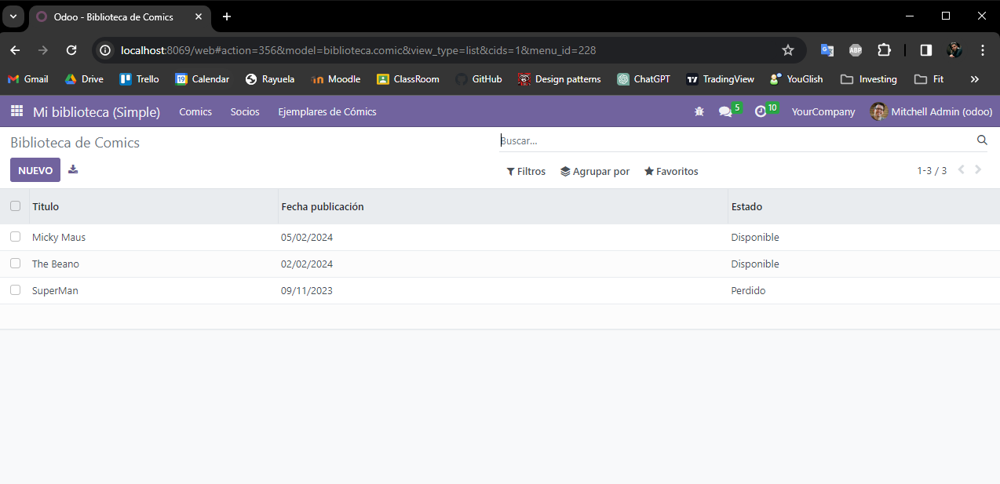 Odoo - Biblioteca de Comics
localhost:8069/web#action=356&model=biblioteca.comic&view_type=list&cids=1&menu_id=228
ABP
Gmail Drive Trello 19 Calendar Rayuela Moodle ClassRoom GitHub Design patterns ChatGPT TradingView YouGlish Investing Fit
Mi biblioteca (Simple) Comics Socios Ejemplares de Cómics 5 10 YourCompany Mitchell Admin (odoo)
Biblioteca de Comics Buscar...
NUEVO Filtros Agrupar por Favoritos 1-3 / 3
Titulo Fecha publicación Estado
Micky Maus 05/02/2024 Disponible
The Beano 02/02/2024 Disponible
SuperMan 09/11/2023 Perdido